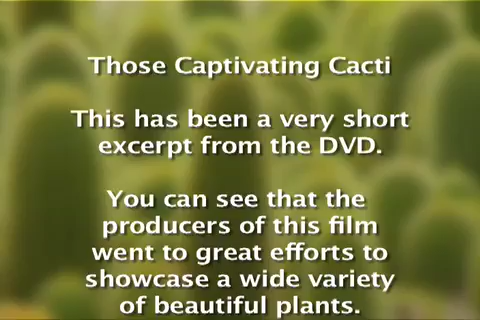 Those Captivating Cacti
This has been a very short
excerpt from the DVD.
You can see that the
producers of this film
went to great efforts to
showcase a wide variety
of beautiful plants.